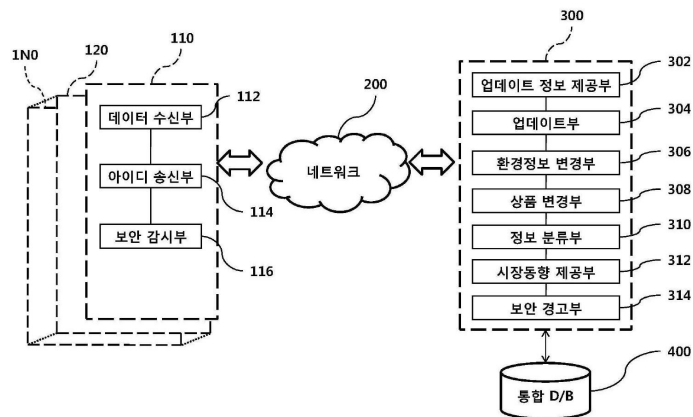 1N0
120
110
데이터 수신부
112
아이디 송신부
114
보안 감시부
116
200
네트워크
300
업데이트 정보 제공부
302
업데이트부
304
환경정보 변경부
306
상품 변경부
308
정보 분류부
310
시장동향 제공부
312
보안 경고부
314
통합 D/B
400